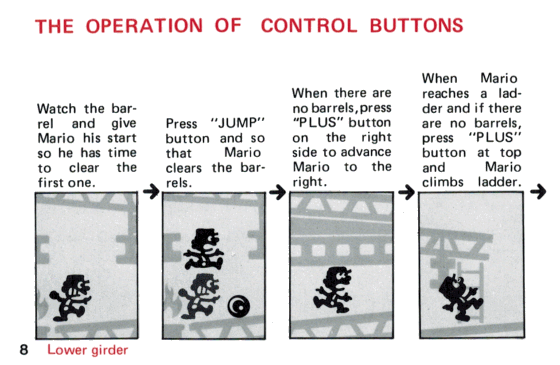 THE OPERATION OF CONTROL BUTTONS
Watch the bar-
rel and give
Mario his start
so he has time
to clear the
first one.
Press "JUMP"
button and so
that Mario
clears the bar-
rels.
When there are
no barrels,press
"PLUS" button
on the right
side to advance
Mario to the
right.
When Mario
reaches a lad-
der and if there
are no barrels,
press "PLUS"
button at top
and Mario
climbs ladder.
8 Lower girder